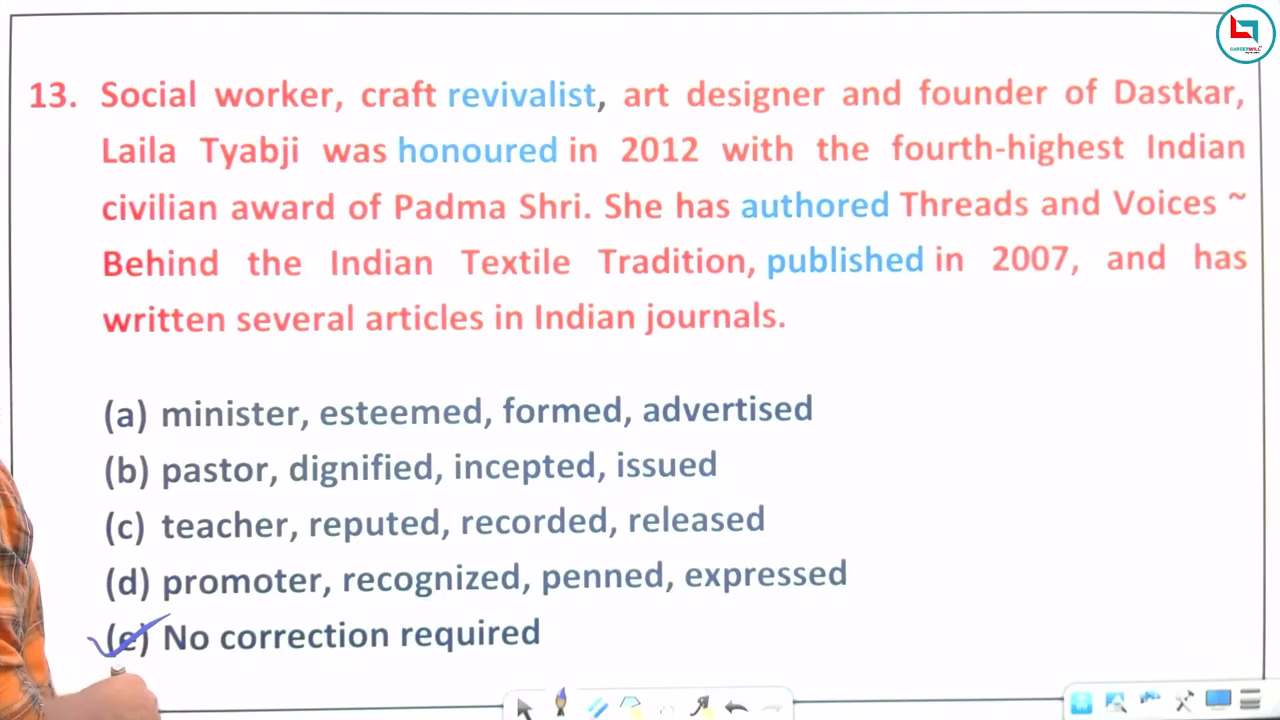 CAREERWILL
13. Social worker, craft revivalist, art designer and founder of Dastkar,
Laila Tyabji was honoured in 2012 with the fourth-highest Indian
civilian award of Padma Shri. She has authored Threads and Voices ~
Behind the Indian Textile Tradition, published in 2007, and has
written several articles in Indian journals.
(a) minister, esteemed, formed, advertised
(b) pastor, dignified, incepted, issued
(c) teacher, reputed, recorded, released
(d) promoter, recognized, penned, expressed
(e) No correction required